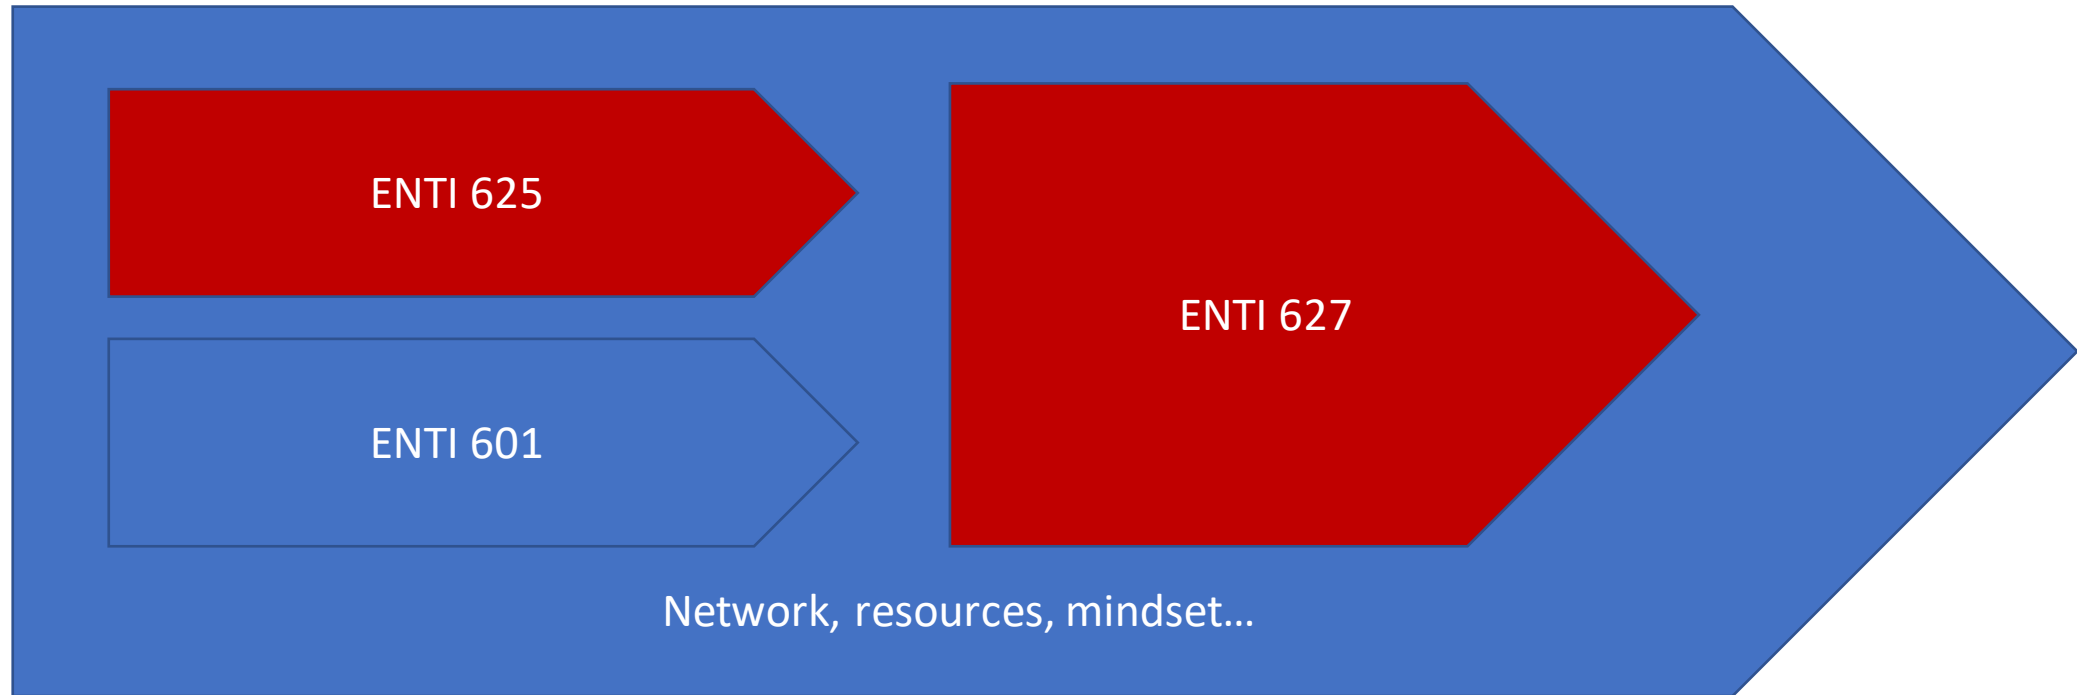 ENTI 625
ENTI 627
ENTI 601
Network, resources, mindset…